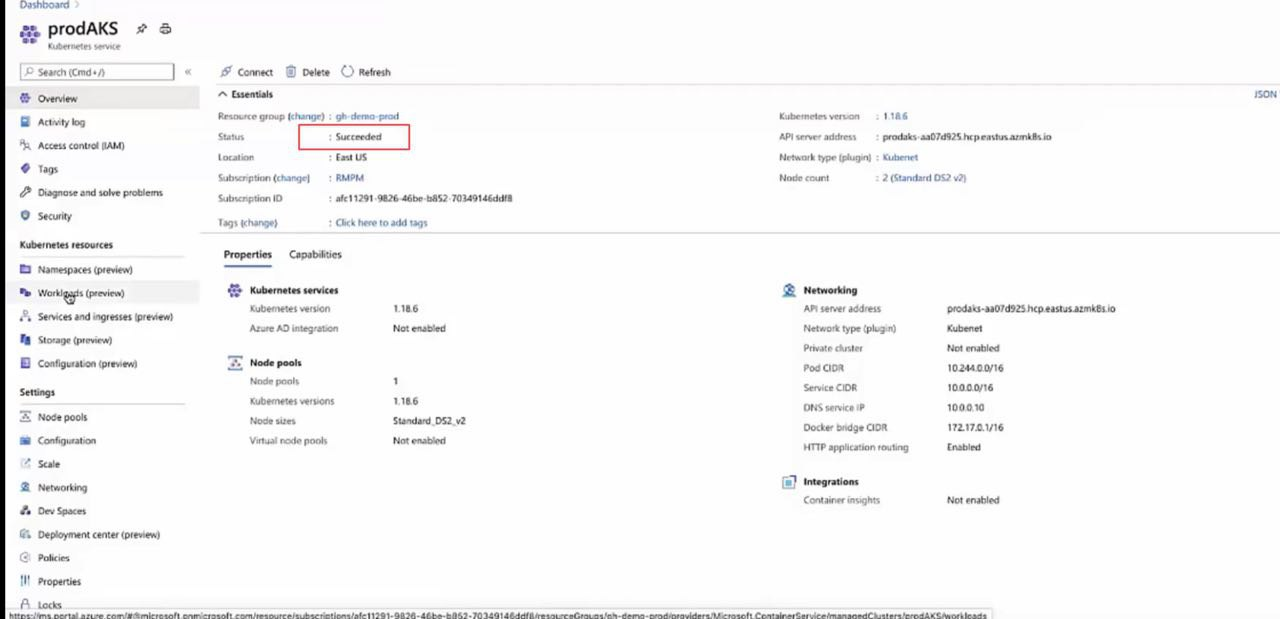 Dashboard >
prodAKS
Kubernetes service
Search (Cmd+/)
«
Overview
Activity log
Access control (IAM)
Tags
Diagnose and solve problems
Security
Kubernetes resources
Namespaces (preview)
Workloads (preview)
Services and ingresses (preview)
Storage (preview)
Configuration (preview)
Settings
Node pools
Configuration
Scale
Networking
Dev Spaces
Deployment center (preview)
Policies
Properties
Locks
Connect Delete Refresh
Essentials
JSON
Resource group (change) : gh-demo-prod
Status : Succeeded
Location : East US
Subscription (change) : RMPM
Subscription ID : afc11291-9826-46be-b852-70349146ddf8
Tags (change) : Click here to add tags
Kubernetes version : 1.18.6
API server address : prodaks-aa07d925.hcp.eastus.azmk8s.io
Network type (plugin) : Kubenet
Node count : 2 (Standard DS2 v2)
Properties Capabilities
Kubernetes services
Kubernetes version 1.18.6
Azure AD integration Not enabled
Node pools
Node pools 1
Kubernetes versions 1.18.6
Node sizes Standard_DS2_v2
Virtual node pools Not enabled
Networking
API server address prodaks-aa07d925.hcp.eastus.azmk8s.io
Network type (plugin) Kubenet
Private cluster Not enabled
Pod CIDR 10.244.0.0/16
Service CIDR 10.0.0.0/16
DNS service IP 10.0.0.10
Docker bridge CIDR 172.17.0.1/16
HTTP application routing Enabled
Integrations
Container insights Not enabled
https://ms.portal.azure.com/#@microsoft.onmicrosoft.com/resource/subscriptions/afc11291-9826-46be-b852-70349146ddf8/resourceGroups/gh-demo-prod/providers/Microsoft.ContainerService/managedClusters/prodAKS/workloads